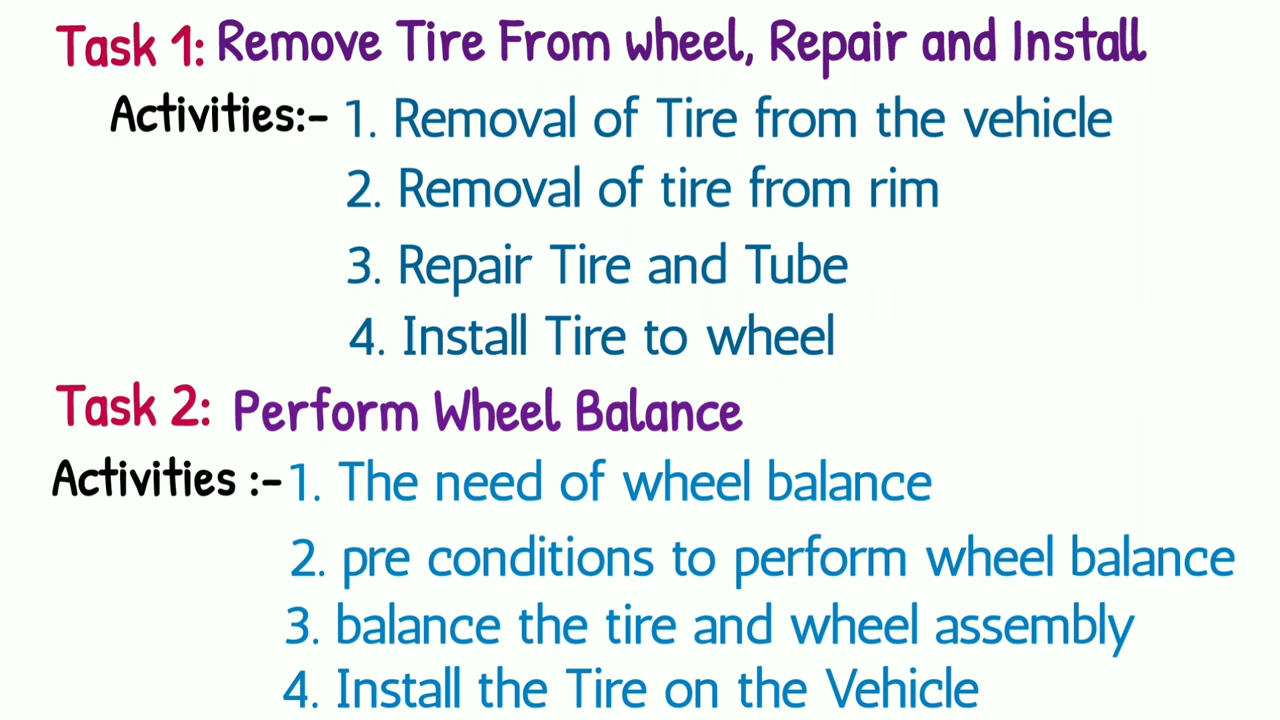 Task 1: Remove Tire From wheel, Repair and Install
Activities:- 1. Removal of Tire from the vehicle
2. Removal of tire from rim
3. Repair Tire and Tube
4. Install Tire to wheel
Task 2: Perform Wheel Balance
Activities :- 1. The need of wheel balance
2. pre conditions to perform wheel balance
3. balance the tire and wheel assembly
4. Install the Tire on the Vehicle